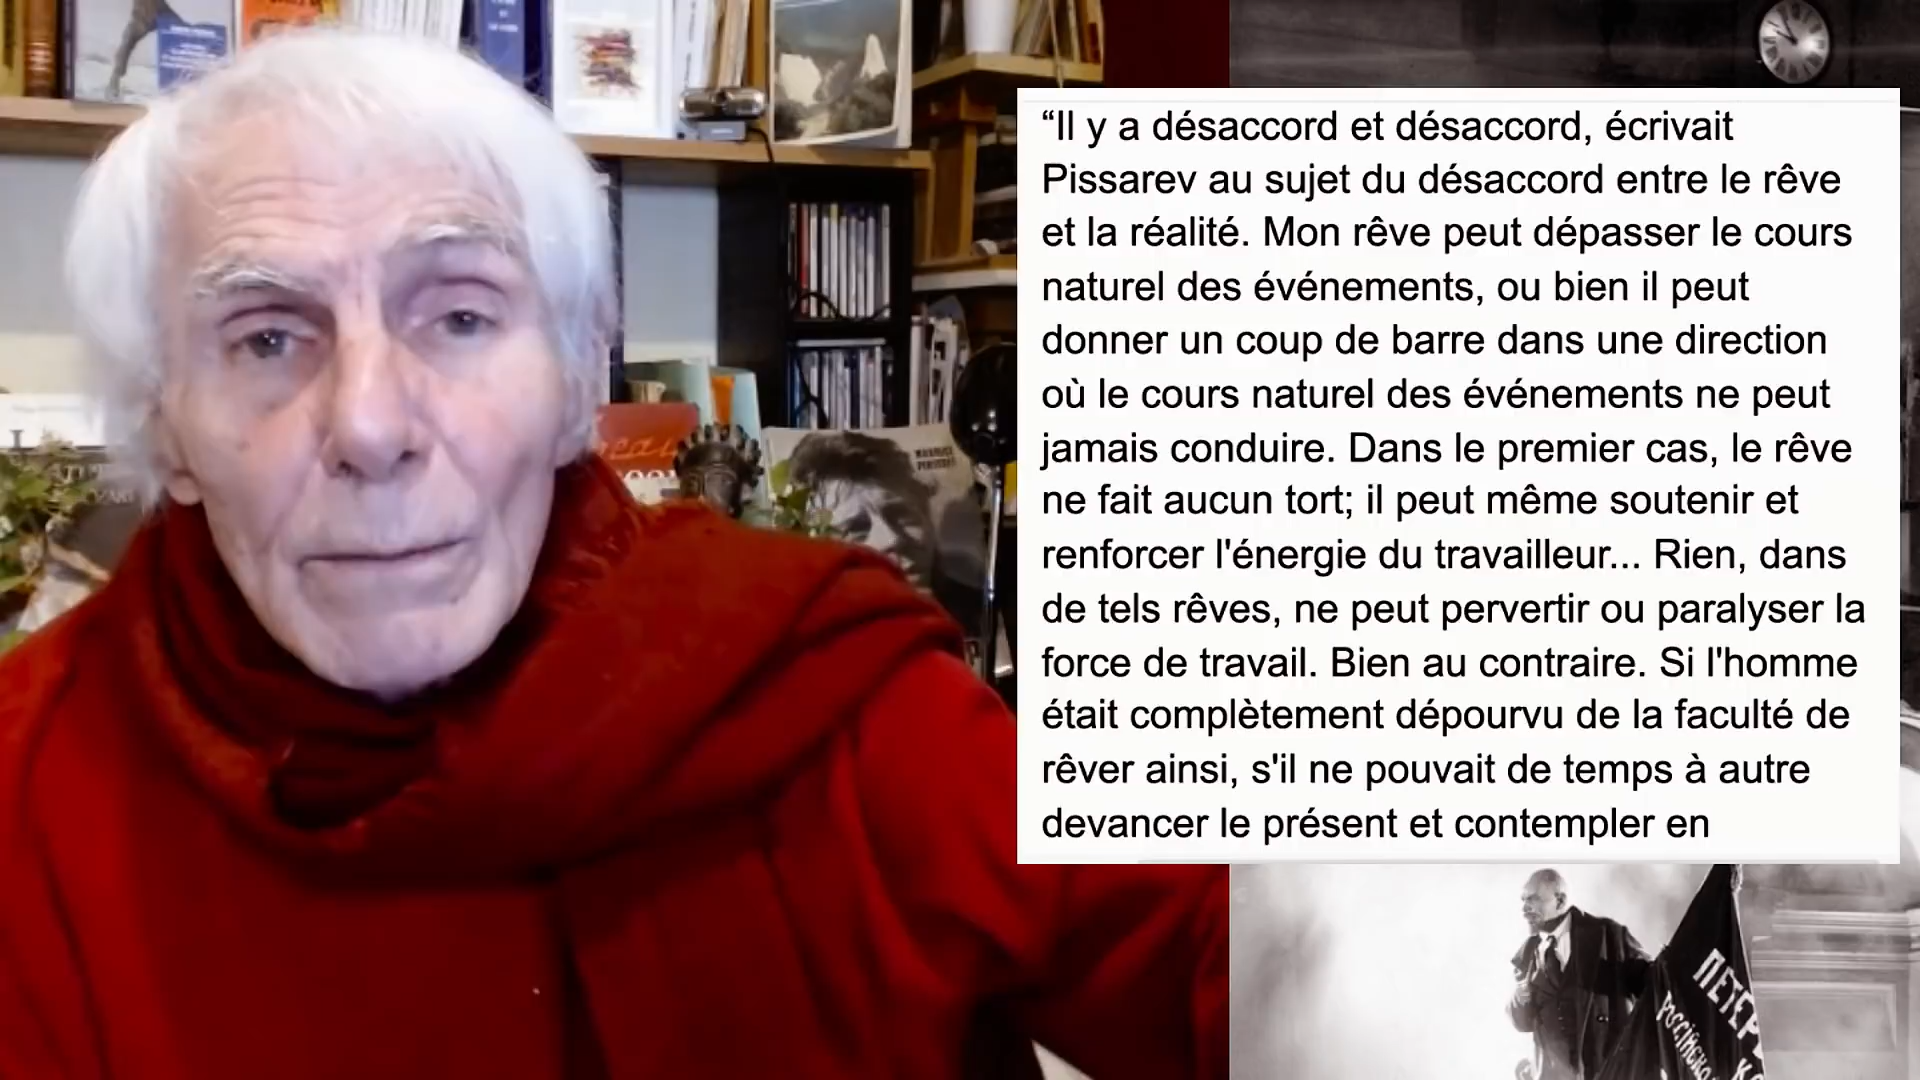 “Il y a désaccord et désaccord, écrivait
Pissarev au sujet du désaccord entre le rêve
et la réalité. Mon rêve peut dépasser le cours
naturel des événements, ou bien il peut
donner un coup de barre dans une direction
où le cours naturel des événements ne peut
jamais conduire. Dans le premier cas, le rêve
ne fait aucun tort; il peut même soutenir et
renforcer l'énergie du travailleur... Rien, dans
de tels rêves, ne peut pervertir ou paralyser la
force de travail. Bien au contraire. Si l'homme
était complètement dépourvu de la faculté de
rêver ainsi, s'il ne pouvait de temps à autre
devancer le présent et contempler en
MAURICE
ПЕТЕР